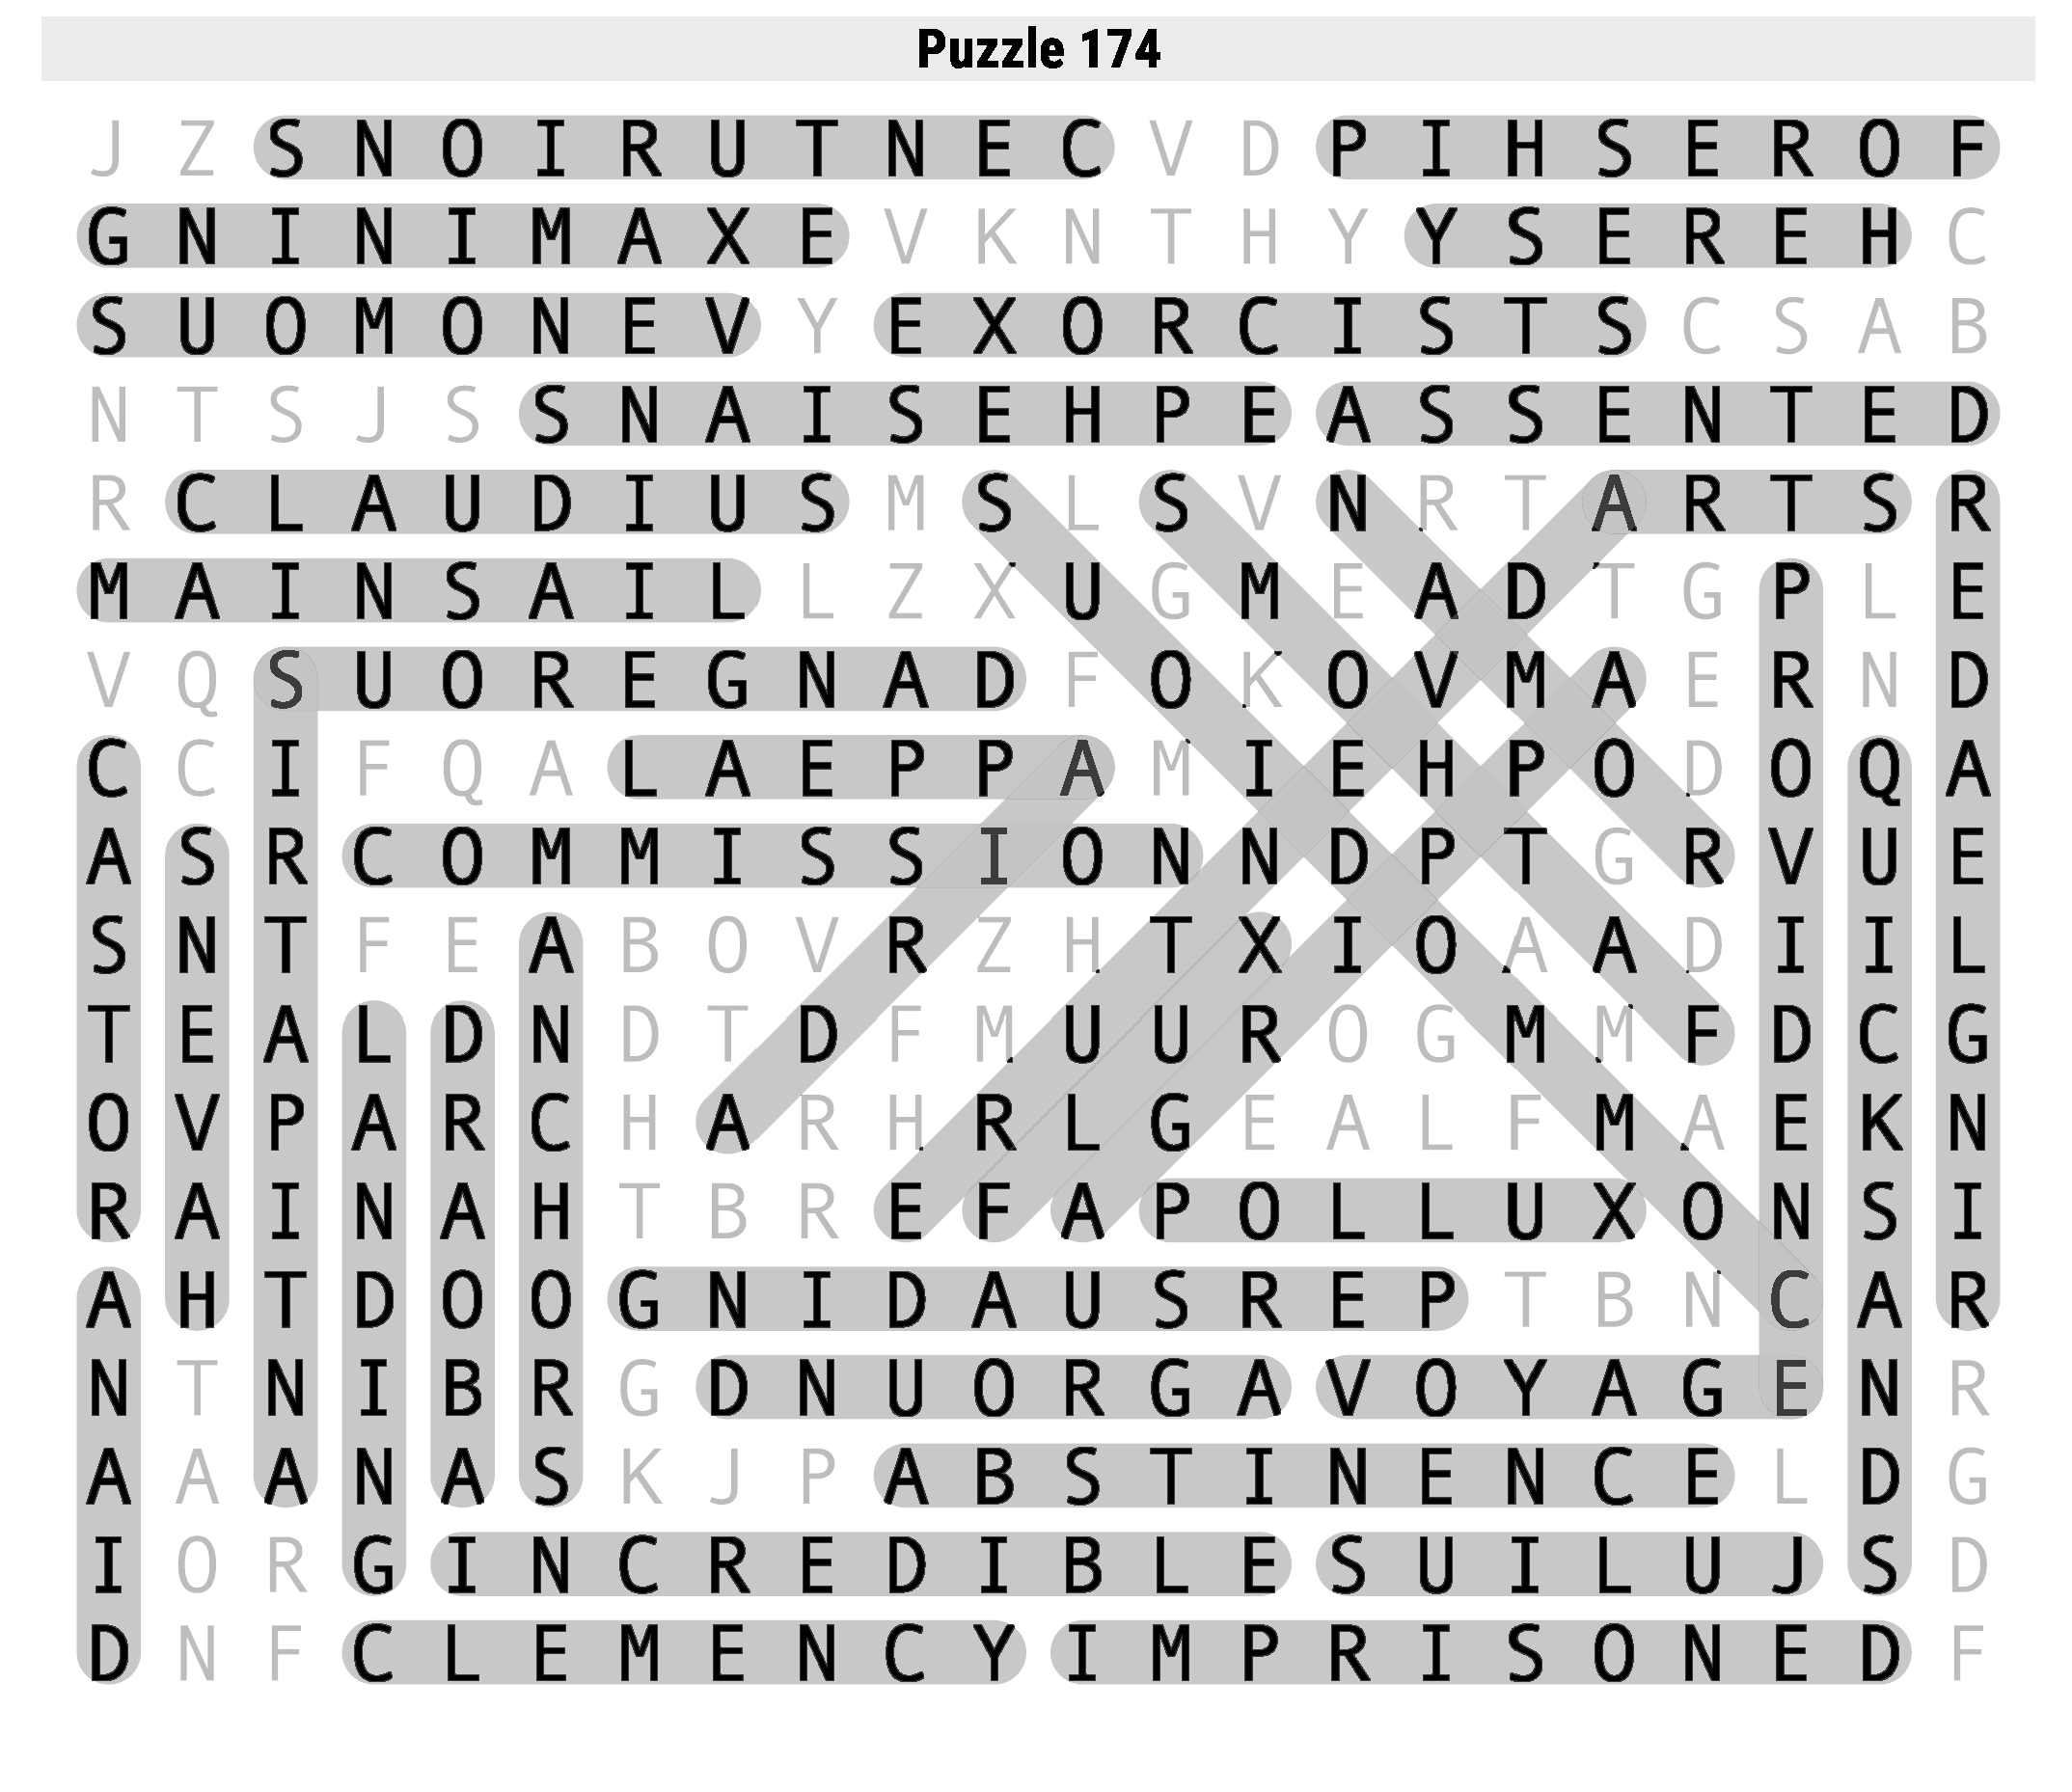 Puzzle 174
J Z S N O I R U T N E C V D P I H S E R O F
G N I N I M A X E V K N T H Y Y S E R E H C
S U O M O N E V Y E X O R C I S T S C S A B
N T S J S S N A I S E H P E A S S E N T E D
R C L A U D I U S M S L S V N R T A R T S R
M A I N S A I L L Z X U G M E A D T G P L E
V Q S U O R E G N A D F O K O V M A E R N D
C C I F Q A L A E P P A M I E H P O D O Q A
A S R C O M M I S S I O N N D P T G R V U E
S N T F E A B O V R Z H T X I O A A D I I L
T E A L D N D T D F M U U R O G M M F D C G
O V P A R C H A R H R L G E A L F M A E K N
R A I N A H T B R E F A P O L L U X O N S I
A H T D O O G N I D A U S R E P T B N C A R
N T N I B R G D N U O R G A V O Y A G E N R
A A A N A S K J P A B S T I N E N C E L D G
I O R G I N C R E D I B L E S U I L U J S D
D N F C L E M E N C Y I M P R I S O N E D F